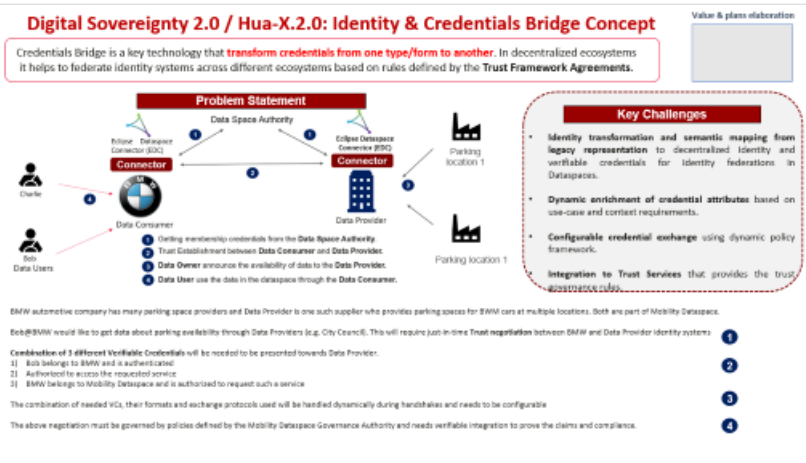 Digital Sovereignty 2.0 / Hua-X.2.0: Identity & Credentials Bridge Concept
Value & plans elaboration
Credentials Bridge is a key technology that transform credentials from one type/form to another. In decentralized ecosystems
it helps to federate identity systems across different ecosystems based on rules defined by the Trust Framework Agreements.
Problem Statement
Data Space Authority
Eclipse Dataspace
Connector (EDC)
Connector
1
1
Eclipse Dataspace
Connector (EDC)
Connector
2
Parking
location 1
3
Charlie
4
BMW
Data Consumer
Data Provider
Bob
Data Users
Parking location 1
1 Getting membership credentials from the Data Space Authority
2 Trust Establishment between Data Consumer and Data Provider.
3 Data Owner announce the availability of data to the Data Provider.
4 Data User use the data in the dataspace through the Data Consumer.
Key Challenges
• Identity transformation and semantic mapping from
legacy representation to decentralized identity and
verifiable credentials for identity federations in
Dataspaces.
• Dynamic enrichment of credential attributes based on
use-case and context requirements.
• Configurable credential exchange using dynamic policy
framework.
• Integration to Trust Services that provides the trust
governance rules.
BMW automotive company has many parking space providers and Data Provider is one such supplier who provides parking spaces for BWM cars at multiple locations. Both are part of Mobility Dataspace.
Bob@BMW would like to get data about parking availability through Data Providers (e.g. City Council). This will require just-in-time Trust negotiation between BMW and Data Provider identity systems
1
Combination of 3 different Verifiable Credentials will be needed to be presented towards Data Provider.
1) Bob belongs to BMW and is authenticated
2) Authorized to access the requested service
2
3) BMW belongs to Mobility Dataspace and is authorized to request such a service
3
The combination of needed VCs, their formats and exchange protocols used will be handled dynamically during handshakes and needs to be configurable
The above negotiation must be governed by policies defined by the Mobility Dataspace Governance Authority and needs verifiable integration to prove the claims and compliance.
4